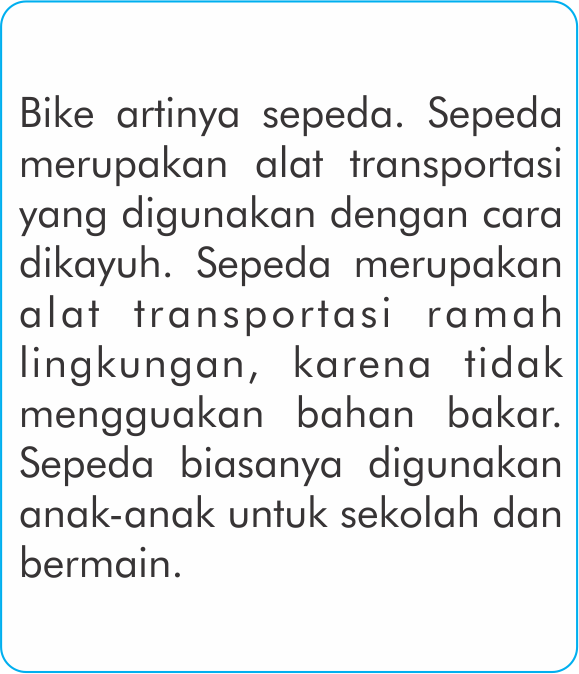 Bike artinya sepeda. Sepeda
merupakan alat transportasi
yang digunakan dengan cara
dikayuh. Sepeda merupakan
alat transportasi ramah
lingkungan, karena tidak
mengguakan bahan bakar.
Sepeda biasanya digunakan
anak-anak untuk sekolah dan
bermain.